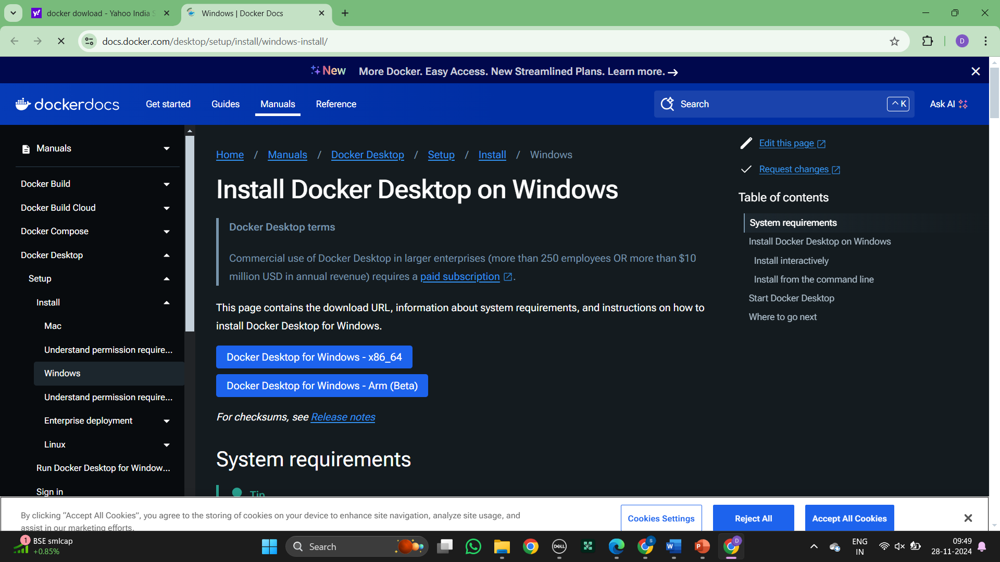 docker dowload - Yahoo India S
Windows | Docker Docs
docs.docker.com/desktop/setup/install/windows-install/
D
New More Docker. Easy Access. New Streamlined Plans. Learn more.
dockerdocs
Get started
Guides
Manuals
Reference
Search
^ K
Ask AI
Manuals
Docker Build
Docker Build Cloud
Docker Compose
Docker Desktop
Setup
Install
Mac
Understand permission require...
Windows
Understand permission require...
Enterprise deployment
Linux
Run Docker Desktop for Window...
Sign in
Home / Manuals / Docker Desktop / Setup / Install / Windows
Install Docker Desktop on Windows
Docker Desktop terms
Commercial use of Docker Desktop in larger enterprises (more than 250 employees OR more than $10
million USD in annual revenue) requires a paid subscription .
This page contains the download URL, information about system requirements, and instructions on how to
install Docker Desktop for Windows.
Docker Desktop for Windows - x86_64
Docker Desktop for Windows - Arm (Beta)
For checksums, see Release notes
System requirements
Tip
Edit this page
Request changes
Table of contents
System requirements
Install Docker Desktop on Windows
Install interactively
Install from the command line
Start Docker Desktop
Where to go next
By clicking “Accept All Cookies”, you agree to the storing of cookies on your device to enhance site navigation, analyze site usage, and
assist in our marketing efforts.
Cookies Settings
Reject All
Accept All Cookies
1
BSE smlcap
+0.85%
Search
DELL
S
W
P
D
ENG
IN
09:49
28-11-2024